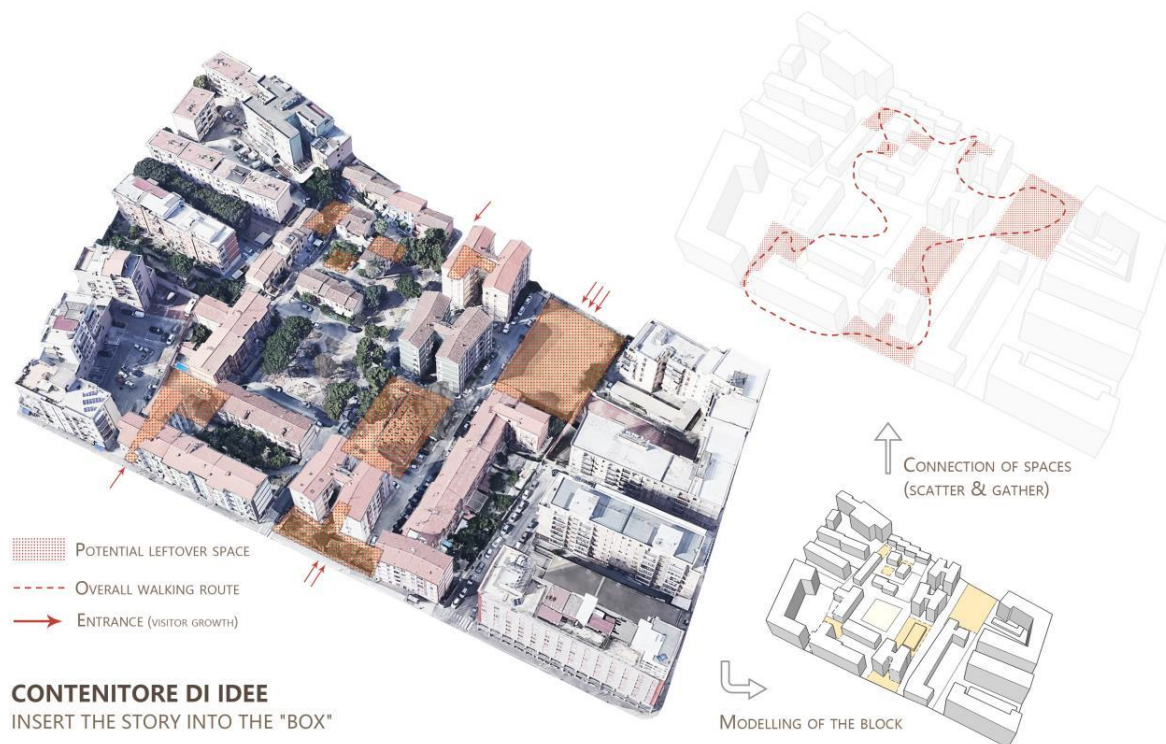 CONNECTION OF SPACES
(SCATTER & GATHER)
POTENTIAL LEFTOVER SPACE
OVERALL WALKING ROUTE
ENTRANCE (VISITOR GROWTH)
CONTENITORE DI IDEE
INSERT THE STORY INTO THE "BOX"
MODELLING OF THE BLOCK